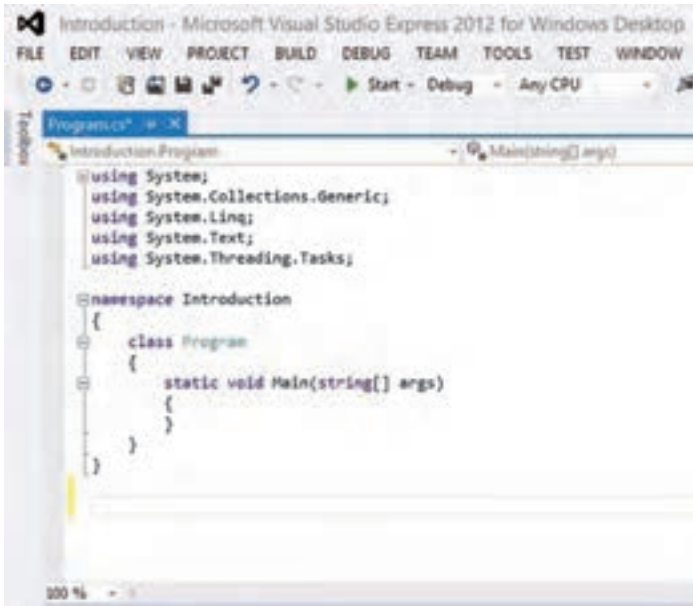 Introduction - Microsoft Visual Studio Express 2012 for Windows Desktop
FILE EDIT VIEW PROJECT BUILD DEBUG TEAM TOOLS TEST WINDOW
Start - Debug - Any CPU
Toolbox
Program.cs*
Introduction.Program Main(string[] args)
using System;
using System.Collections.Generic;
using System.Linq;
using System.Text;
using System.Threading.Tasks;
namespace Introduction
{
class Program
{
static void Main(string[] args)
{
}
}
}
100 %